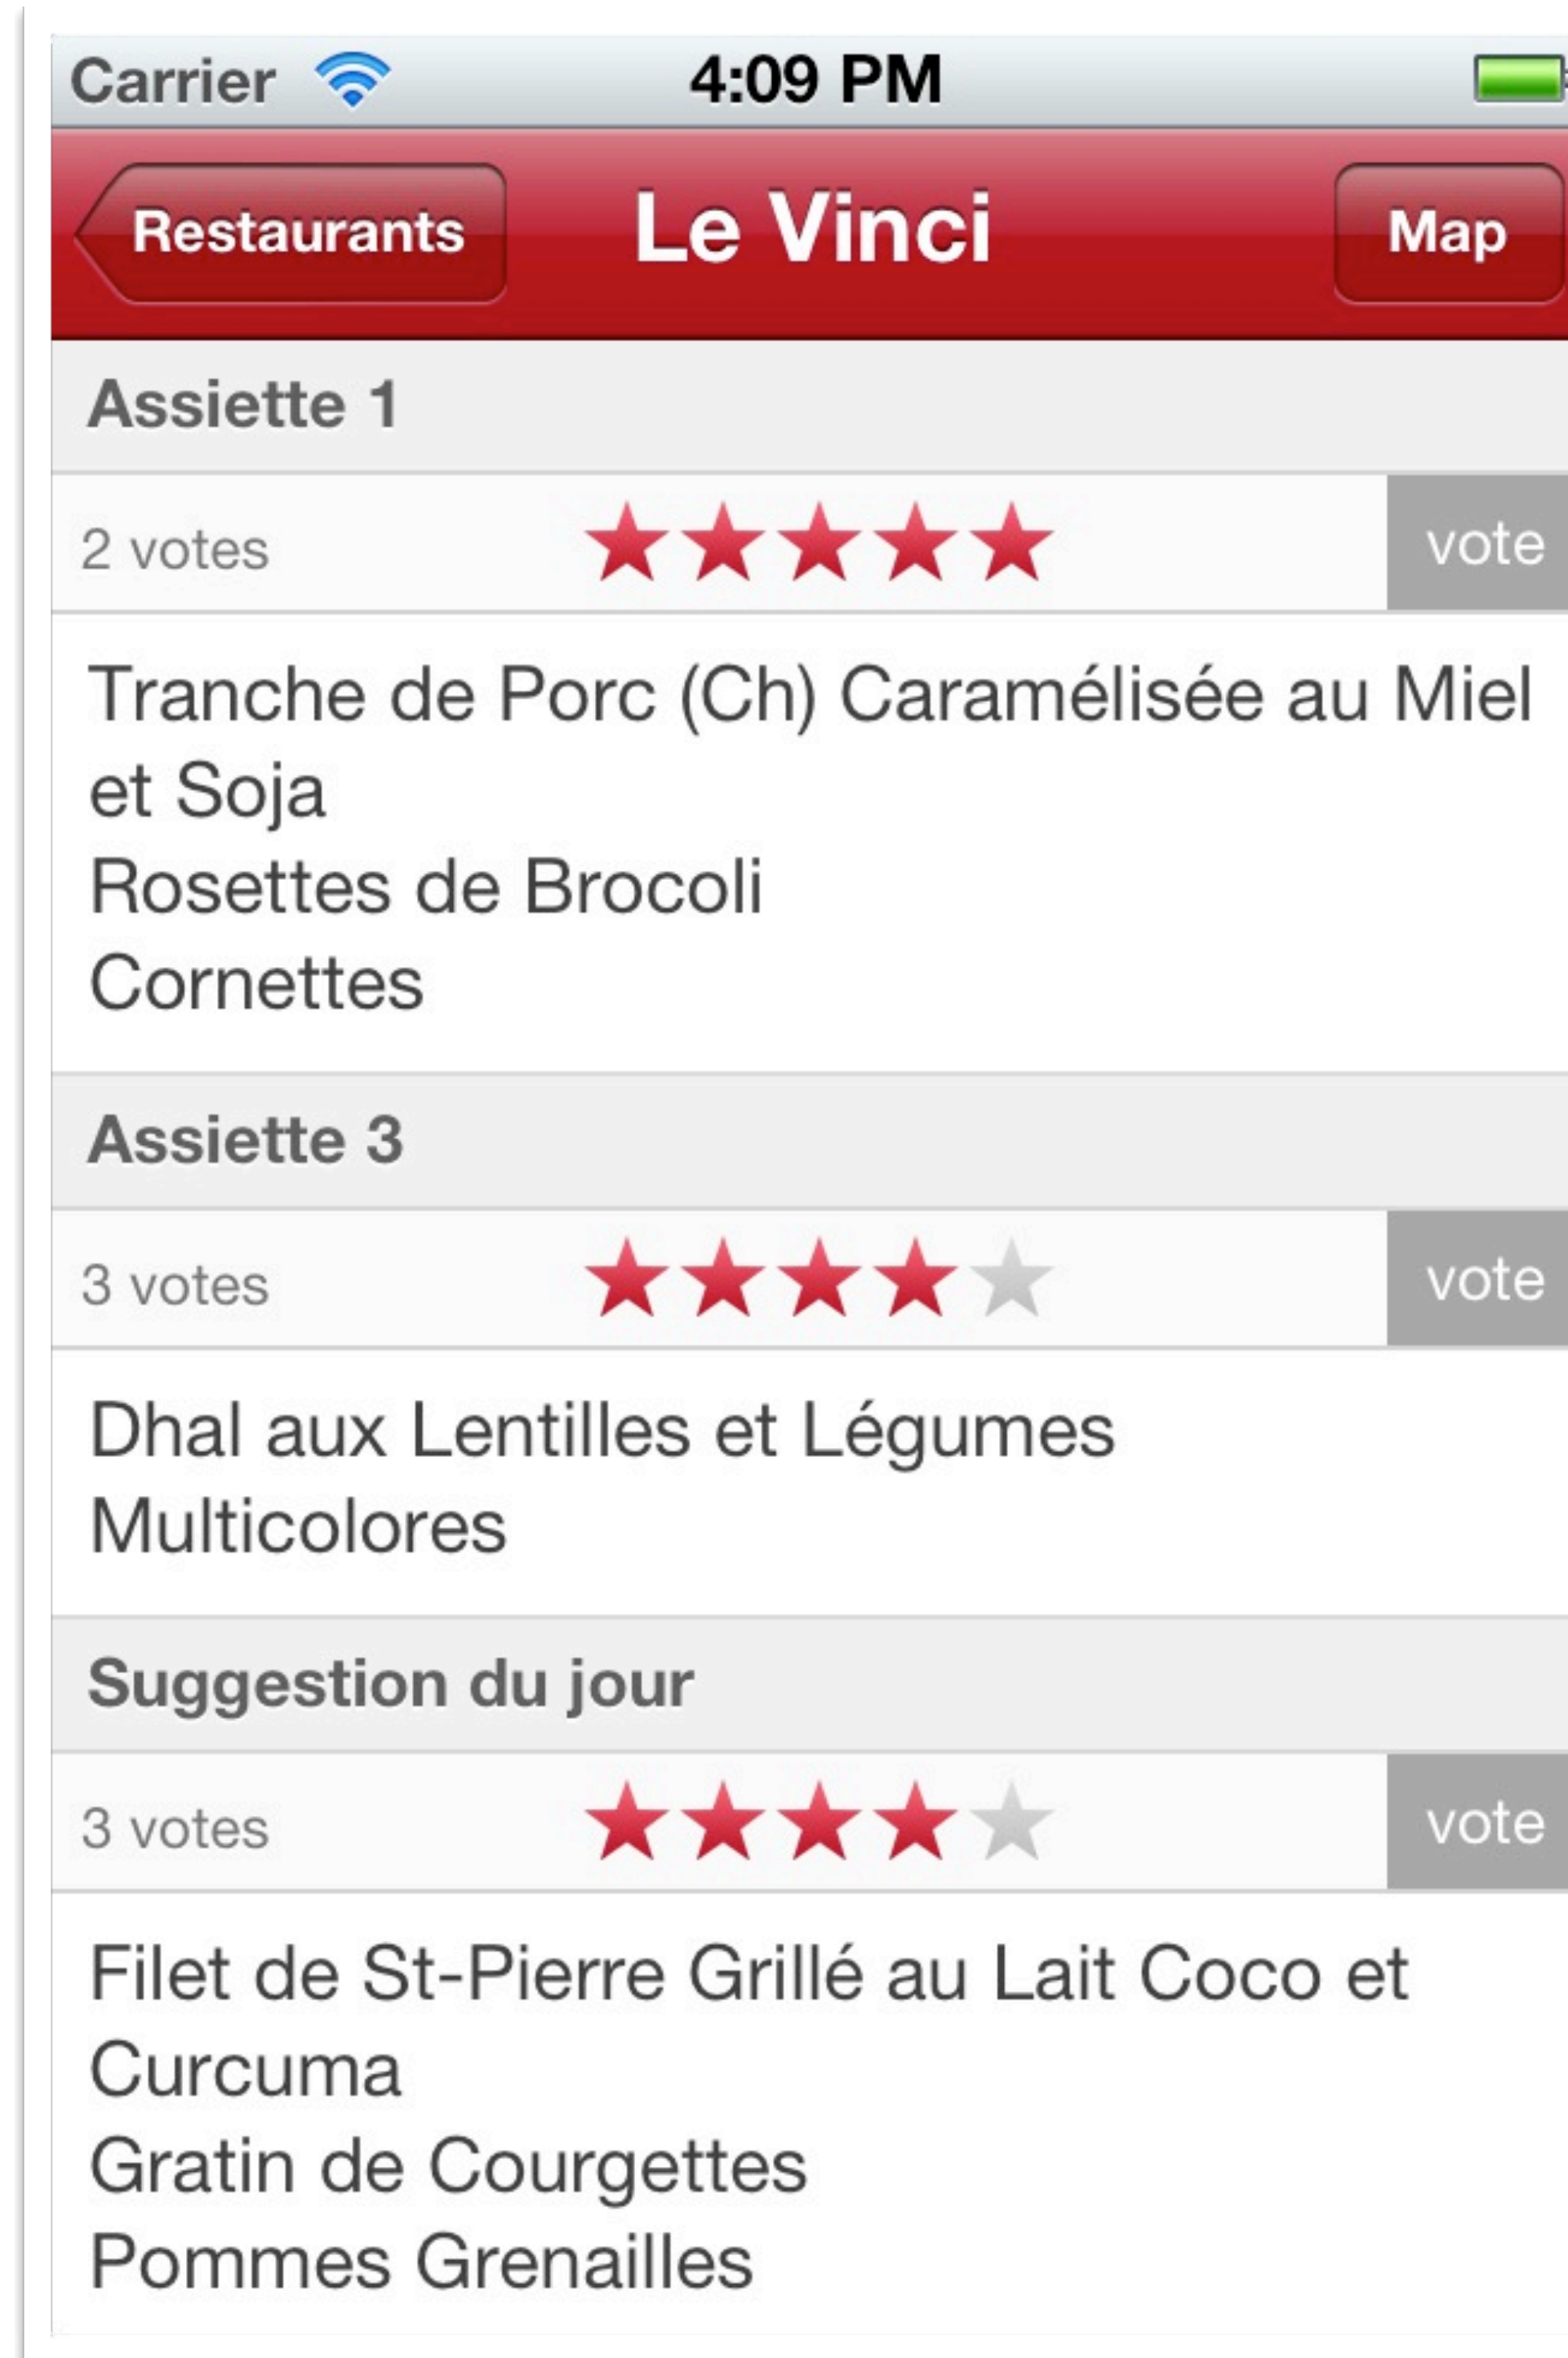 Carrier 4:09 PM
Restaurants Le Vinci Map
Assiette 1
2 votes vote
Tranche de Porc (Ch) Caramélisée au Miel
et Soja
Rosettes de Brocoli
Cornettes
Assiette 3
3 votes vote
Dhal aux Lentilles et Légumes
Multicolores
Suggestion du jour
3 votes vote
Filet de St-Pierre Grillé au Lait Coco et
Curcuma
Gratin de Courgettes
Pommes Grenailles